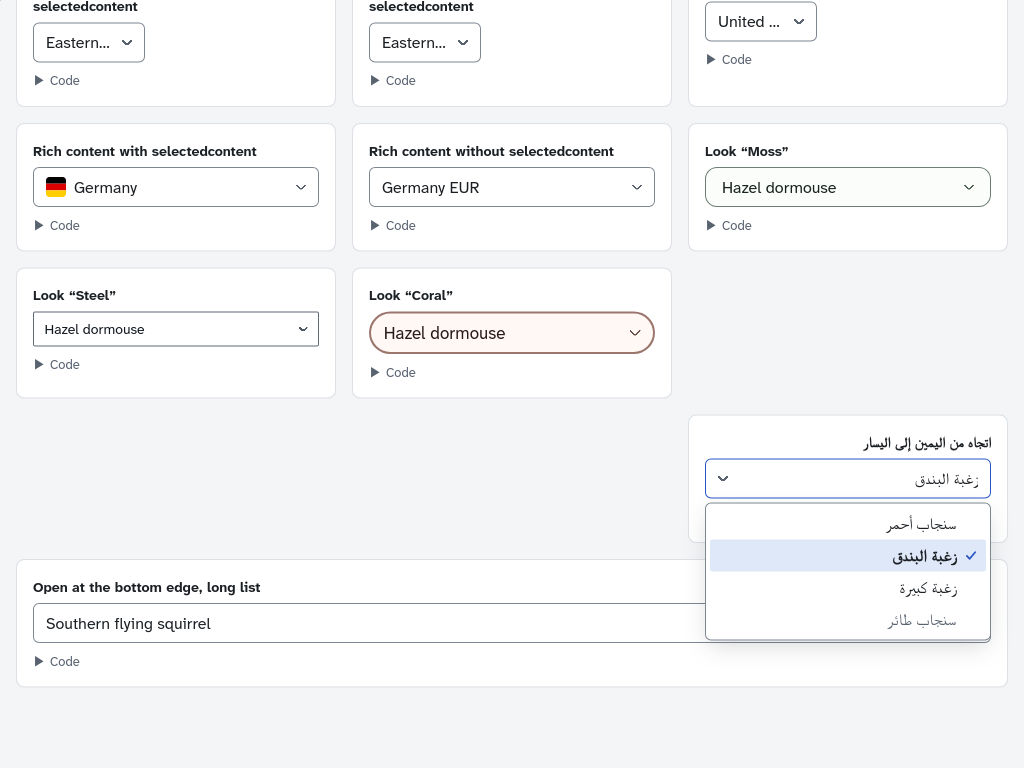 selectedcontent
Eastern...
Code
selectedcontent
Eastern...
Code
United ...
Code
Rich content with selectedcontent
Germany
Code
Rich content without selectedcontent
Germany EUR
Code
Look “Moss”
Hazel dormouse
Code
Look “Steel”
Hazel dormouse
Code
Look “Coral”
Hazel dormouse
Code
اتجاه من اليمين إلى اليسار
زغبة البندق
سنجاب أحمر
زغبة البندق
زغبة كبيرة
سنجاب طائر
Open at the bottom edge, long list
Southern flying squirrel
Code